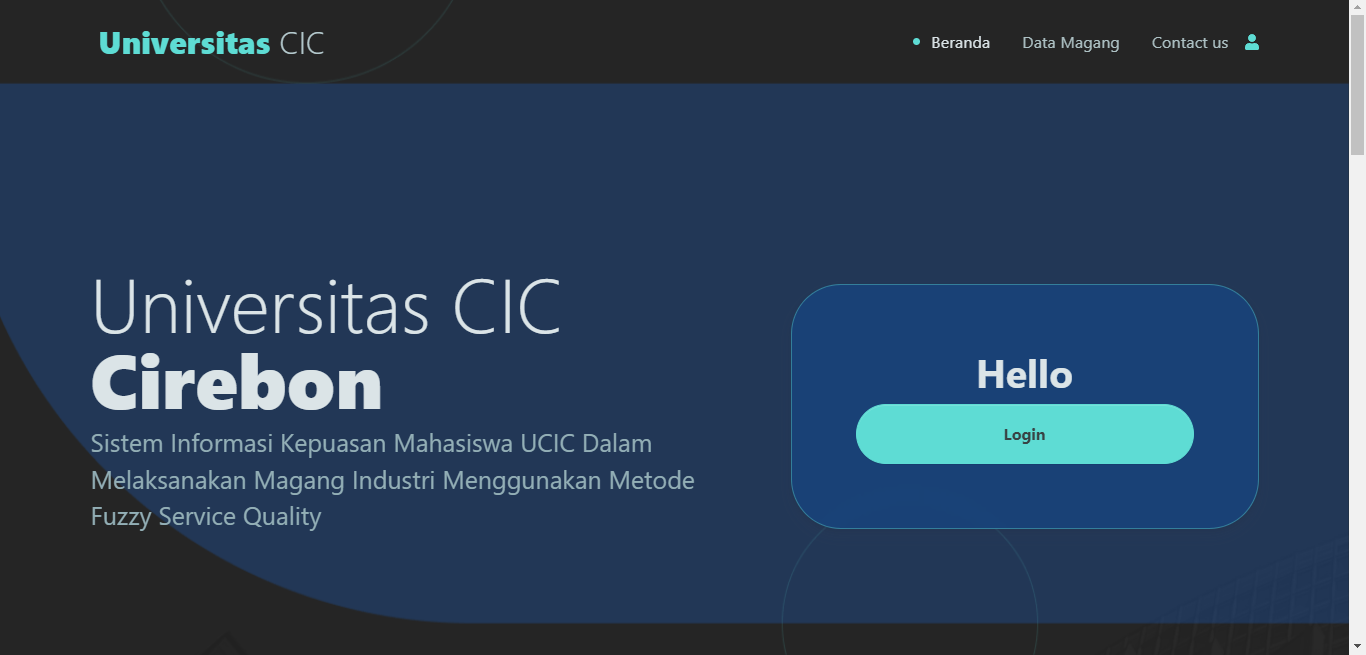 Universitas CIC
Beranda
Data Magang
Contact us
Universitas CIC
Cirebon
Sistem Informasi Kepuasan Mahasiswa UCIC Dalam
Melaksanakan Magang Industri Menggunakan Metode
Fuzzy Service Quality
Hello
Login